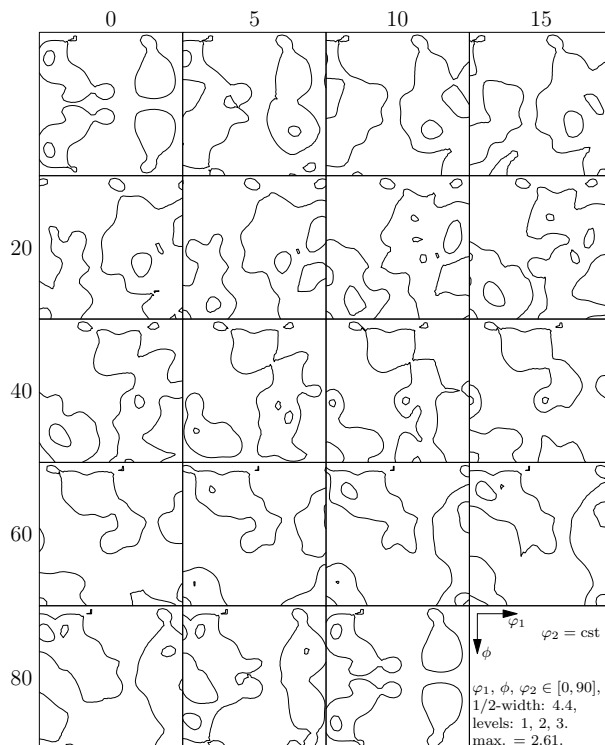 0 5 10 15
20
40
60
80
φ₁
φ₂ = cst
ϕ
φ₁, ϕ, φ₂ ∈ [0, 90],
1/2-width: 4.4,
levels: 1, 2, 3.
max. = 2.61.